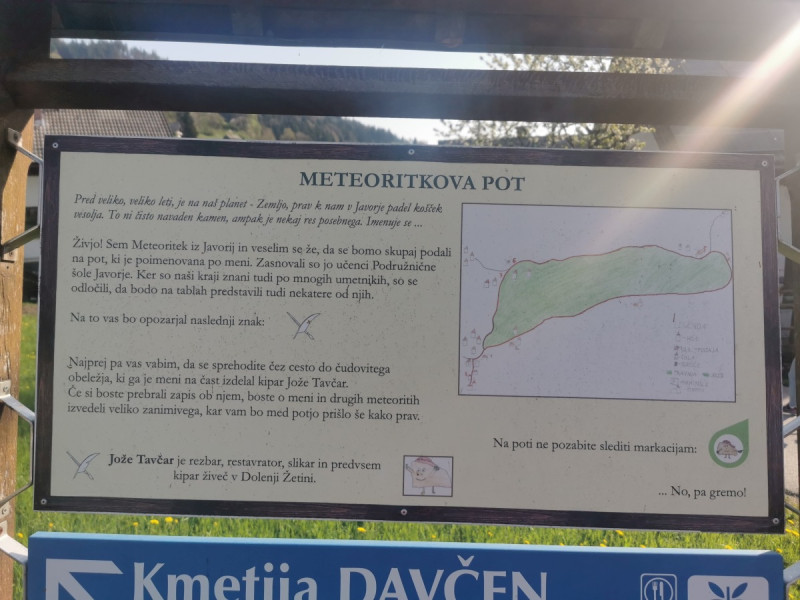 METEORITKOVA POT
Pred veliko, veliko leti, je na naš planet - Zemljo, prav k nam v Javorje padel košček
vesolja. To ni čisto navaden kamen, ampak je nekaj res posebnega. Imenuje se ...
Živjo! Sem Meteoritek iz Javorij in veselim se že, da se bomo skupaj podali
na pot, ki je poimenovana po meni. Zasnovali so jo učenci Podružnične
šole Javorje. Ker so naši kraji znani tudi po mnogih umetnikih, so se
odločili, da bodo na tablah predstavili tudi nekatere od njih.
Na to vas bo opozarjal naslednji znak:
Najprej pa vas vabim, da se sprehodite čez cesto do čudovitega
obeležja, ki ga je meni na čast izdelal kipar Jože Tavčar.
Če si boste prebrali zapis ob njem, boste o meni in drugih meteoritih
izvedeli veliko zanimivega, kar vam bo med potjo prišlo še kako prav.
Jože Tavčar je rezbar, restavrator, slikar in predvsem
kipar živeč v Dolenji Žetini.
Na poti ne pozabite slediti markacijam:
... No, pa gremo!
Kmetija DAVČEN